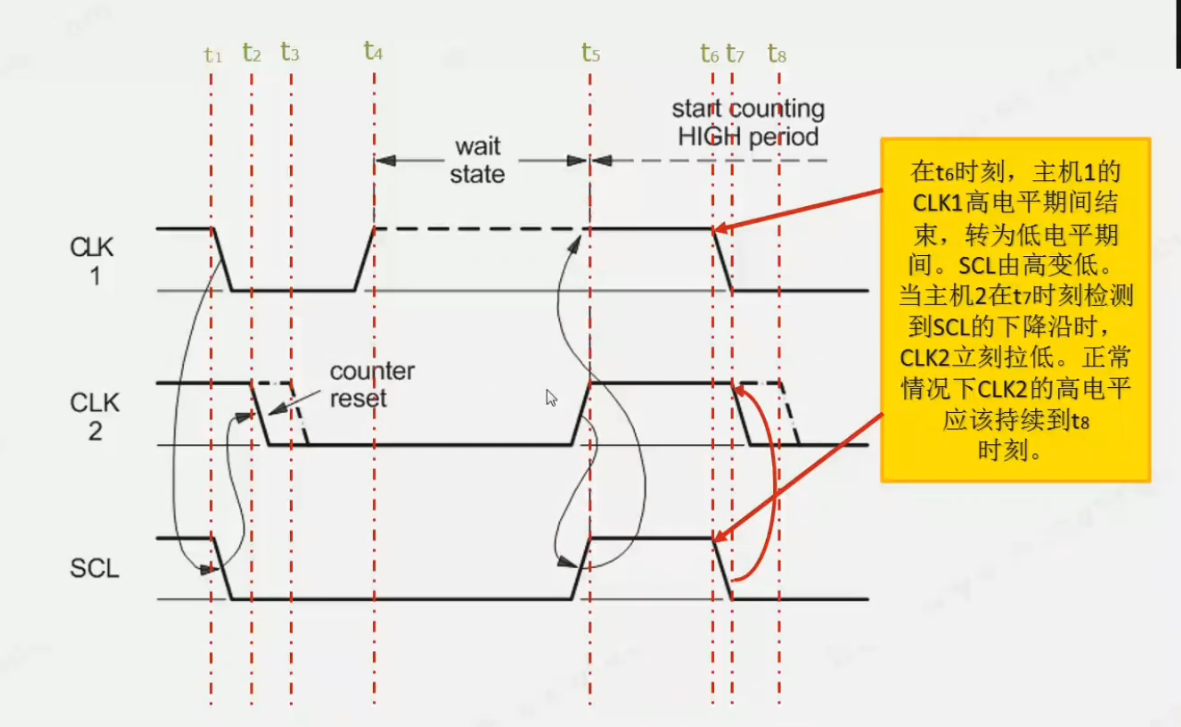 t1 t2 t3 t4 t5 t6 t7 t8
start counting
HIGH period
wait
state
CLK
1
counter
reset
CLK
2
SCL
在t6时刻，主机1的
CLK1高电平期间结
束，转为低电平期
间。SCL由高变低。
当主机2在t7时刻检测
到SCL的下降沿时，
CLK2立刻拉低。正常
情况下CLK2的高电平
应该持续到t8
时刻。